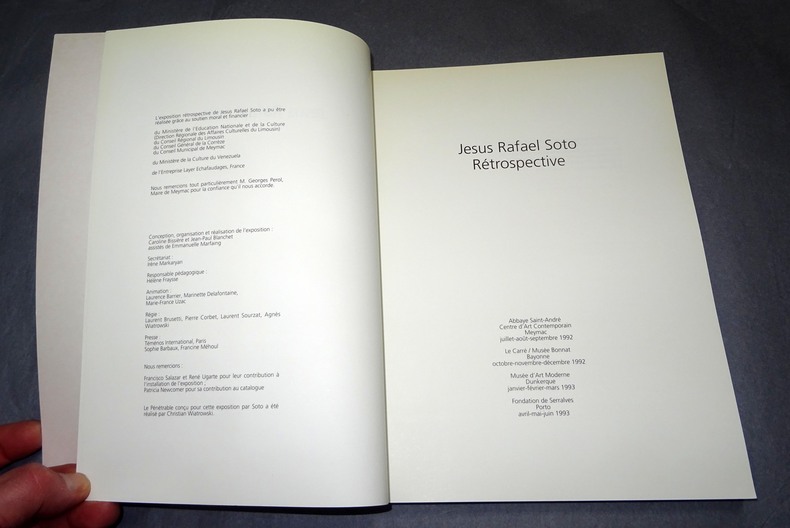 L'exposition rétrospective de Jesus Rafael Soto a pu être
réalisée grâce au soutien moral et financier :
du Ministère de l'Education Nationale et de la Culture
(Direction Régionale des Affaires Culturelles du Limousin)
du Conseil Régional du Limousin
du Conseil Général de la Corrèze
du Conseil Municipal de Meymac
du Ministère de la Culture du Venezuela
de l'Entreprise Layer Echafaudages, France
Nous remercions tout particulièrement M. Georges Perol,
Maire de Meymac pour la confiance qu'il nous accorde.
Conception, organisation et réalisation de l'exposition :
Caroline Bissière et Jean-Paul Blanchet
assistés de Emmanuelle Marfaing
Secrétariat :
Irène Markaryan
Responsable pédagogique :
Hélène Fraysse
Animation :
Laurence Barrier, Marinette Delafontaine,
Marie-France Uzac
Régie :
Laurent Brusetti, Pierre Corbet, Laurent Sourzat, Agnès
Wiatrowski
Presse :
Téménos international, Paris
Sophie Barbaux, Francine Méhoul
Nous remercions :
Francisco Salazar et René Ugarte pour leur contribution à
l'installation de l'exposition ;
Patricia Newcomer pour sa contribution au catalogue
Le Pénétrable conçu pour cette exposition par Soto a été
réalisé par Christian Wiatrowski.
Jesus Rafael Soto
Rétrospective
Abbaye Saint-André
Centre d'Art Contemporain
Meymac
juillet-août-septembre 1992
Le Carré / Musée Bonnat
Bayonne
octobre-novembre-décembre 1992
Musée d'Art Moderne
Dunkerque
janvier-février-mars 1993
Fondation de Serralves
Porto
avril-mai-juin 1993